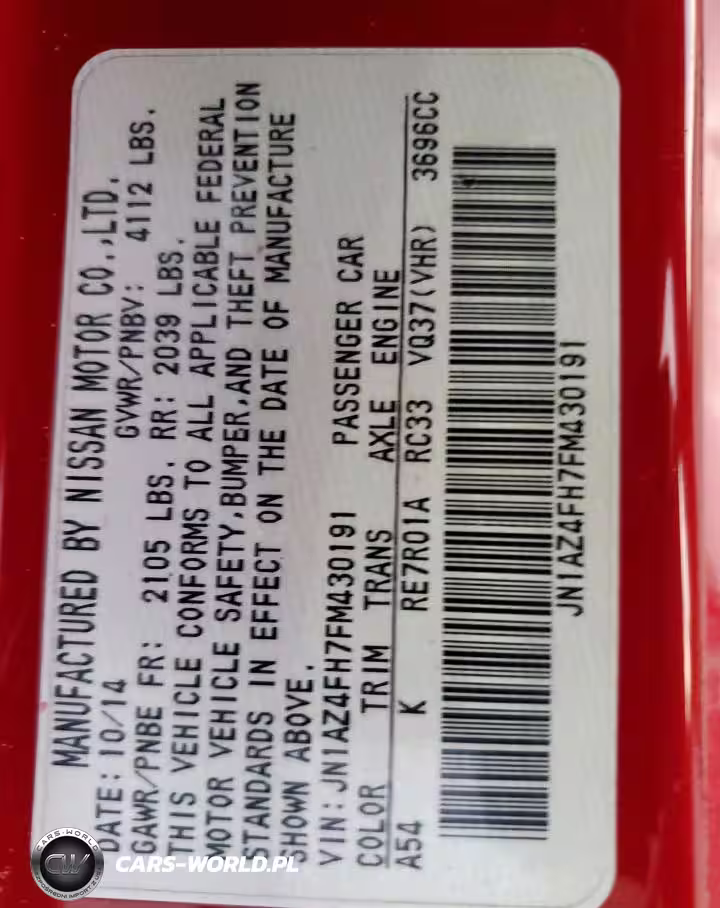 MANUFACTURED BY NISSAN MOTOR CO.,LTD.
DATE: 10/14 GVWR/PNBV: 4112 LBS.
GAWR/PNBE FR: 2105 LBS. RR: 2039 LBS.
THIS VEHICLE CONFORMS TO ALL APPLICABLE FEDERAL
MOTOR VEHICLE SAFETY,BUMPER,AND THEFT PREVENTION
STANDARDS IN EFFECT ON THE DATE OF MANUFACTURE
SHOWN ABOVE.
VIN:JN1AZ4FH7FM430191 PASSENGER CAR
COLOR TRIM TRANS AXLE ENGINE
A54 K RE7R01A RC33 VQ37(VHR) 3696CC
JN1AZ4FH7FM430191
CARS-WORLD
CW
CARS-WORLD.PL